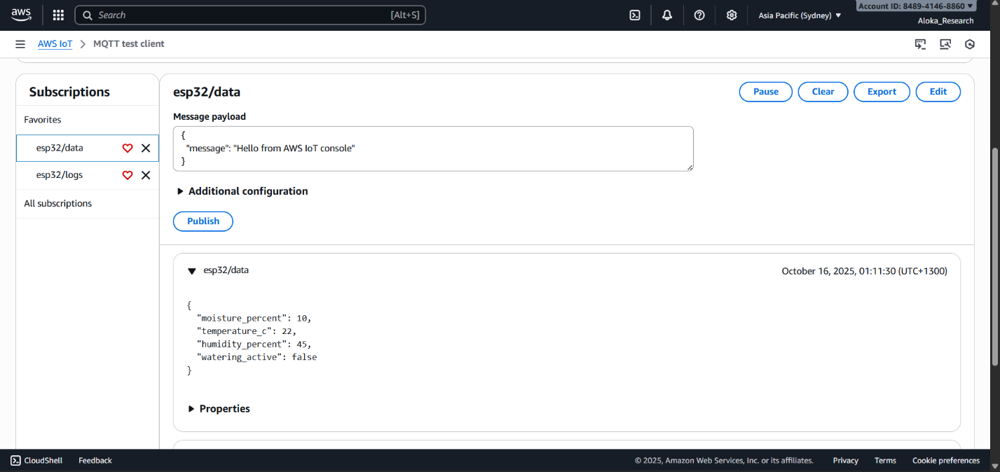 aws
Search
[Alt+S]
Asia Pacific (Sydney)
Account ID: 8489-4146-8860
Aloka_Research
AWS IoT
MQTT test client
Subscriptions
Favorites
esp32/data
esp32/logs
All subscriptions
esp32/data
Pause
Clear
Export
Edit
Message payload
{
"message": "Hello from AWS IoT console"
}
Additional configuration
Publish
esp32/data
October 16, 2025, 01:11:30 (UTC+1300)
{
"moisture_percent": 10,
"temperature_c": 22,
"humidity_percent": 45,
"watering_active": false
}
Properties
CloudShell
Feedback
© 2025, Amazon Web Services, Inc. or its affiliates.
Privacy
Terms
Cookie preferences